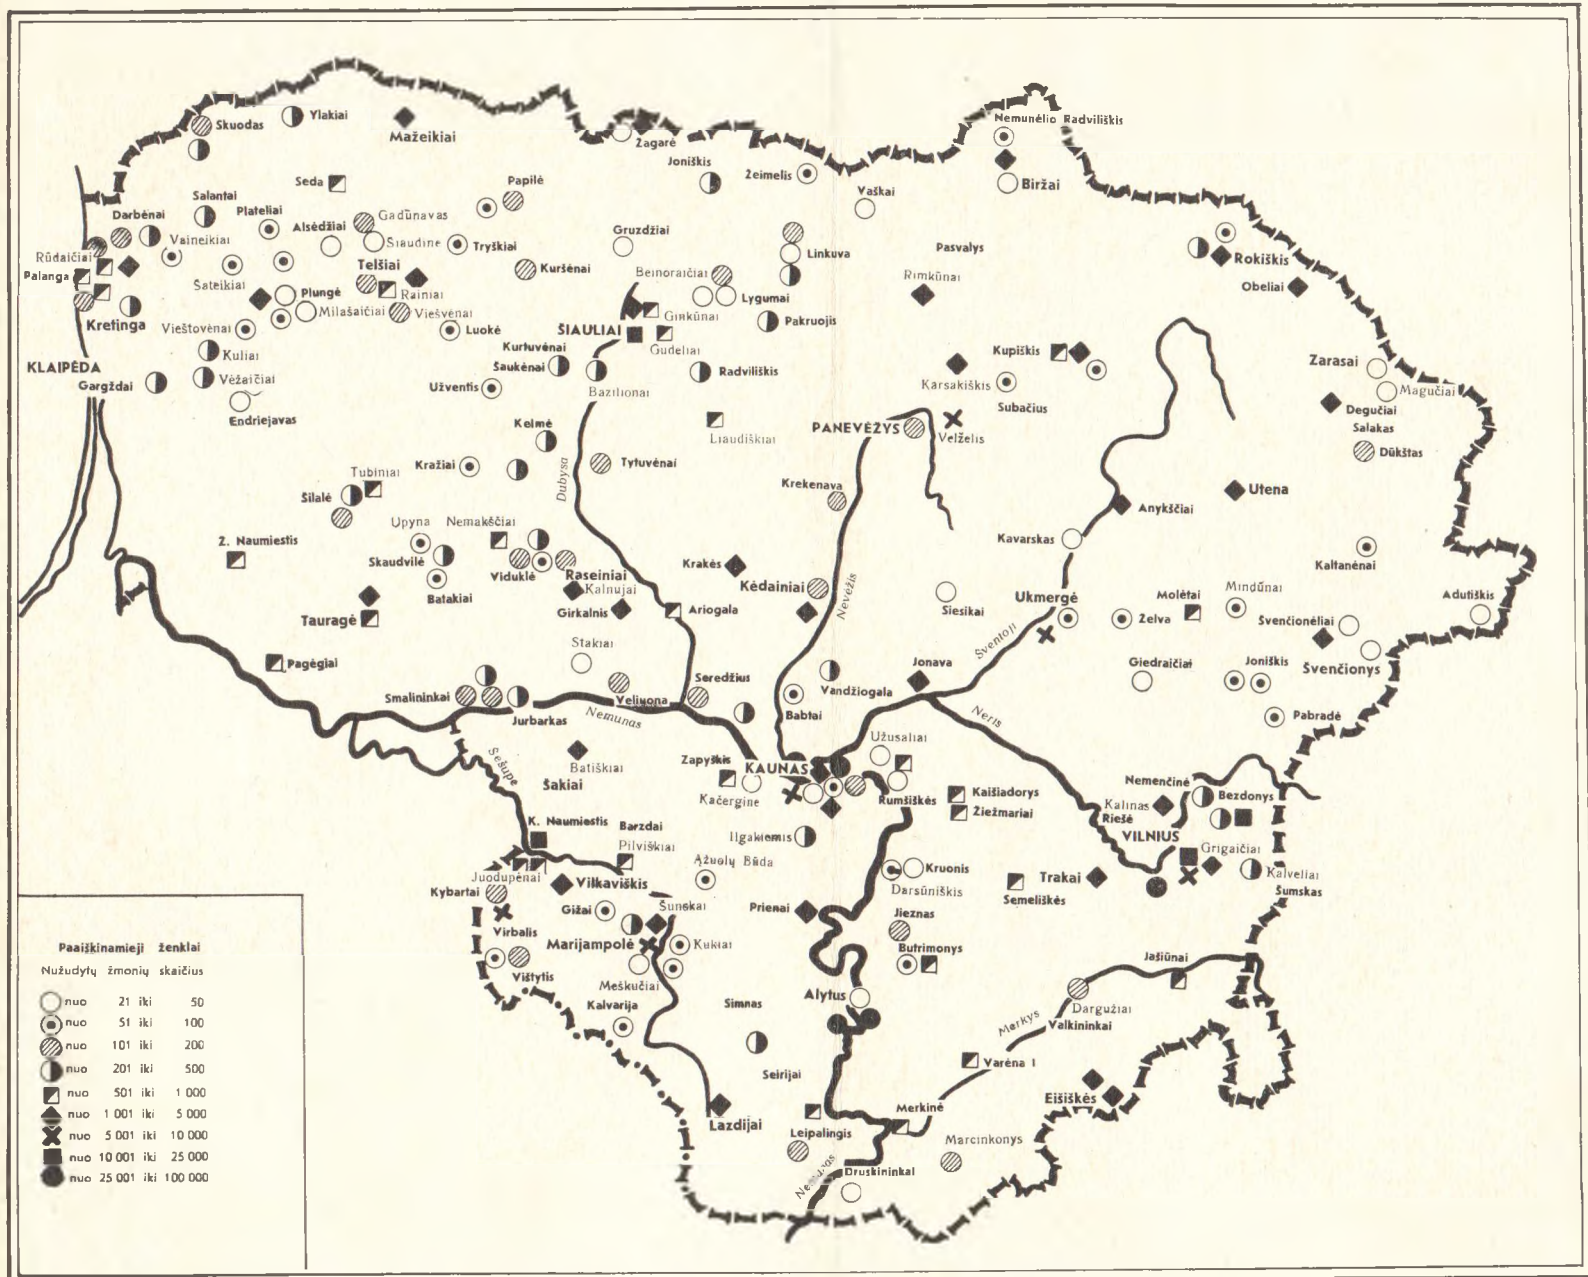 Nemunėlio Radviliškis
Skuodas
Ylakiai
Mažeikiai
Žagarė
Joniškis
Žeimelis
Vaškai
Biržai
Seda
Papilė
Salantai
Darbėnai
Plateliai
Alsėdžiai
Gadūnavas
Vaineikiai
Siaudinė
Tryškiai
Gruzdžiai
Linkuva
Pasvalys
Rokiškis
Rūdaičiai
Palanga
Telšiai
Kuršėnai
Beinoraičiai
Rimkūnai
Obeliai
Šateikiai
Plungė
Rainiai
Lygumai
Kretinga
Milašaičiai
Viešvėnai
Ginkūnai
Pakruojis
Vieštovėnai
Luokė
ŠIAULIAI
Gudeliai
Kuliai
Kurtuvėnai
Kupiškis
Zarasai
KLAIPĖDA
Gargždai
Vėžaičiai
Šaukėnai
Užventis
Bazilionai
Radviliškis
Karsakiškis
Subačius
Magučiai
Degučiai
Endriejavas
Kelmė
Liaudiškiai
PANEVĖŽYS
Velželis
Salakas
Dūkštas
Tubiniai
Kražiai
Dubysa
Tytuvėnai
Krekenava
Utena
Šilalė
Anykščiai
Upyna
Nemakščiai
Ž. Naumiestis
Skaudvilė
Viduklė
Raseiniai
Kavarskas
Kaltanėnai
Batakiai
Kalnujai
Krakės
Kėdainiai
Nevėžis
Siesikai
Ukmergė
Molėtai
Mindūnai
Adutiškis
Tauragė
Girkalnis
Ariogala
Želva
Švenčionėliai
Šventoji
Švenčionys
Stakiai
Pagėgiai
Seredžius
Vandžiogala
Jonava
Giedraičiai
Joniškis
Smalininkai
Veliuona
Jurbarkas
Nemunas
Babtai
Neris
Pabradė
Šešupė
Batiškiai
Šakiai
Zapyškis
KAUNAS
Užusaliai
Kačerginė
Rumšiškės
Kaišiadorys
Žiežmariai
Nemenčinė
Bezdonys
Kalinas
Riešė
VILNIUS
K. Naumiestis
Barzdai
Pilviškiai
Ilgakiemis
Grigaičiai
Juodupėnai
Kybartai
Vilkaviškis
Ąžuolų Būda
Kruonis
Darsūniškis
Semeliškės
Trakai
Kalveliai
Šumskas
Virbalis
Gižai
Šunskai
Prienai
Jieznas
Marijampolė
Kukiai
Butrimonys
Vištytis
Meškučiai
Jašiūnai
Kalvarija
Simnas
Alytus
Merkys
Dargužiai
Valkininkai
Seirijai
Varėna I
Eišiškės
Lazdijai
Leipalingis
Merkinė
Marcinkonys
Druskininkai
Paaiškinamieji ženklai
Nužudytų žmonių skaičius
nuo 21 iki 50
nuo 51 iki 100
nuo 101 iki 200
nuo 201 iki 500
nuo 501 iki 1 000
nuo 1 001 iki 5 000
nuo 5 001 iki 10 000
nuo 10 001 iki 25 000
nuo 25 001 iki 100 000